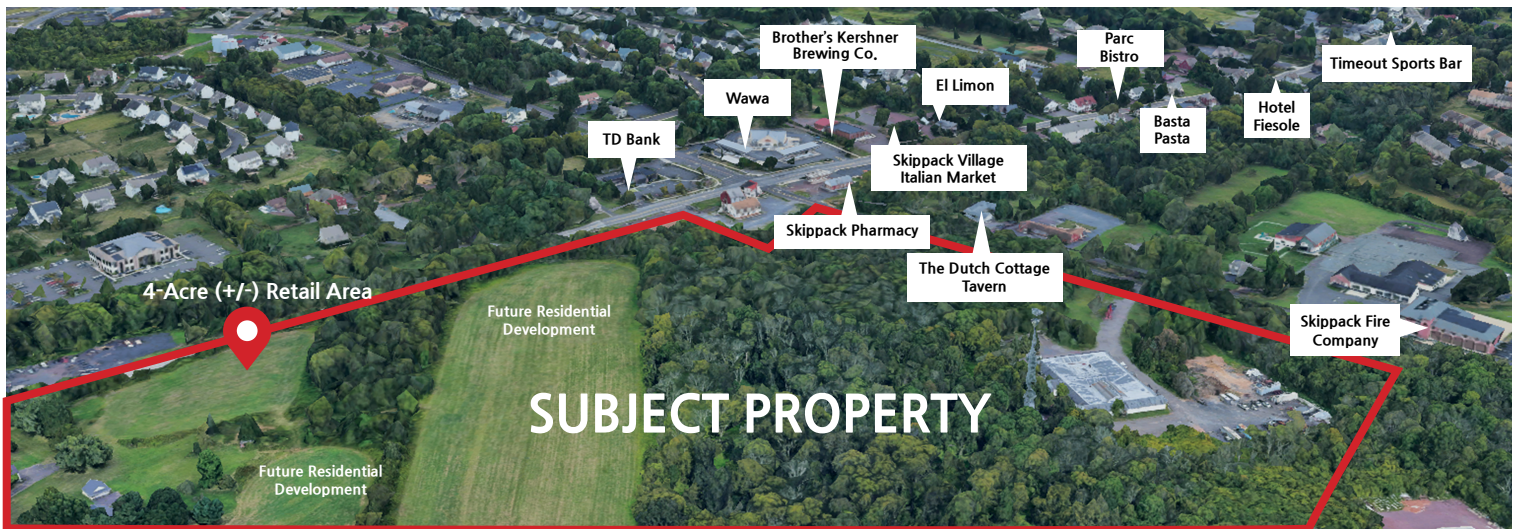 Brother's Kershner
Brewing Co.
Parc
Bistro
Timeout Sports Bar
El Limon
Wawa
Hotel
Fiesole
Basta
Pasta
TD Bank
Skippack Village
Italian Market
Skippack Pharmacy
The Dutch Cottage
Tavern
4-Acre (+/-) Retail Area
Future Residential
Development
Skippack Fire
Company
SUBJECT PROPERTY
Future Residential
Development